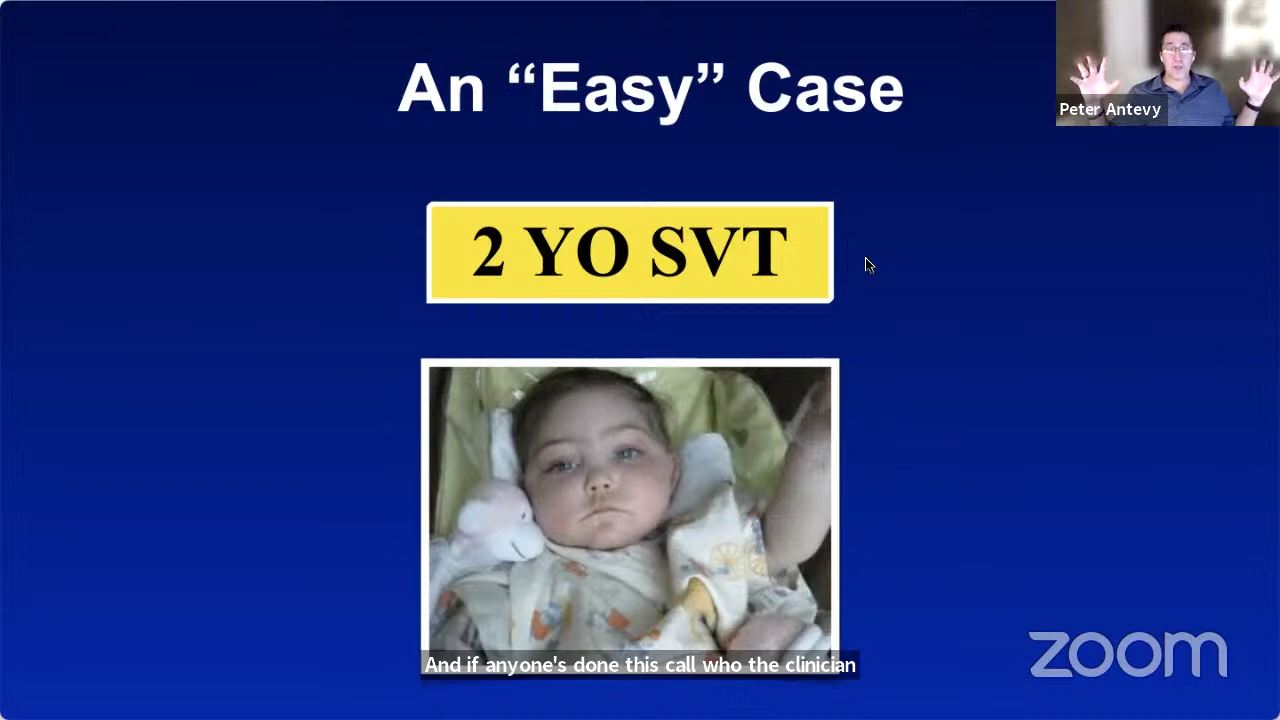 An “Easy” Case
Peter Antevy
2 YO SVT
And if anyone's done this call who the clinician
zoom